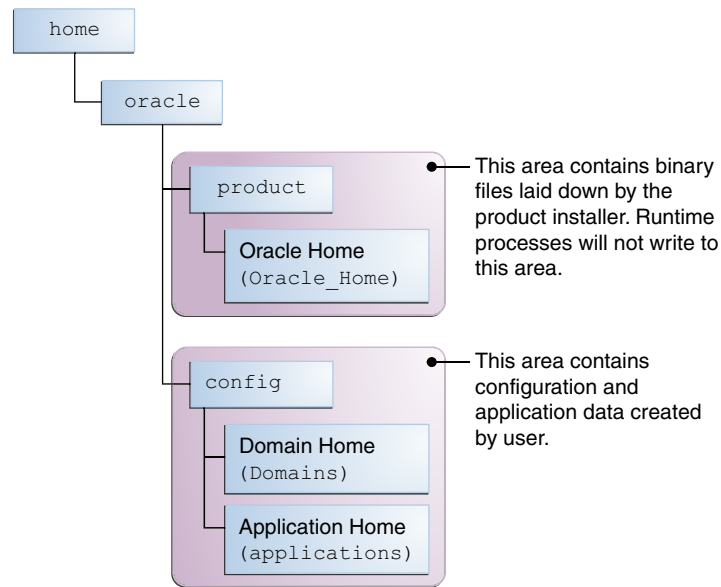 home
oracle
product
Oracle Home
(Oracle_Home)
This area contains binary
files laid down by the
product installer. Runtime
processes will not write to
this area.
config
Domain Home
(Domains)
Application Home
(applications)
This area contains
configuration and
application data created
by user.